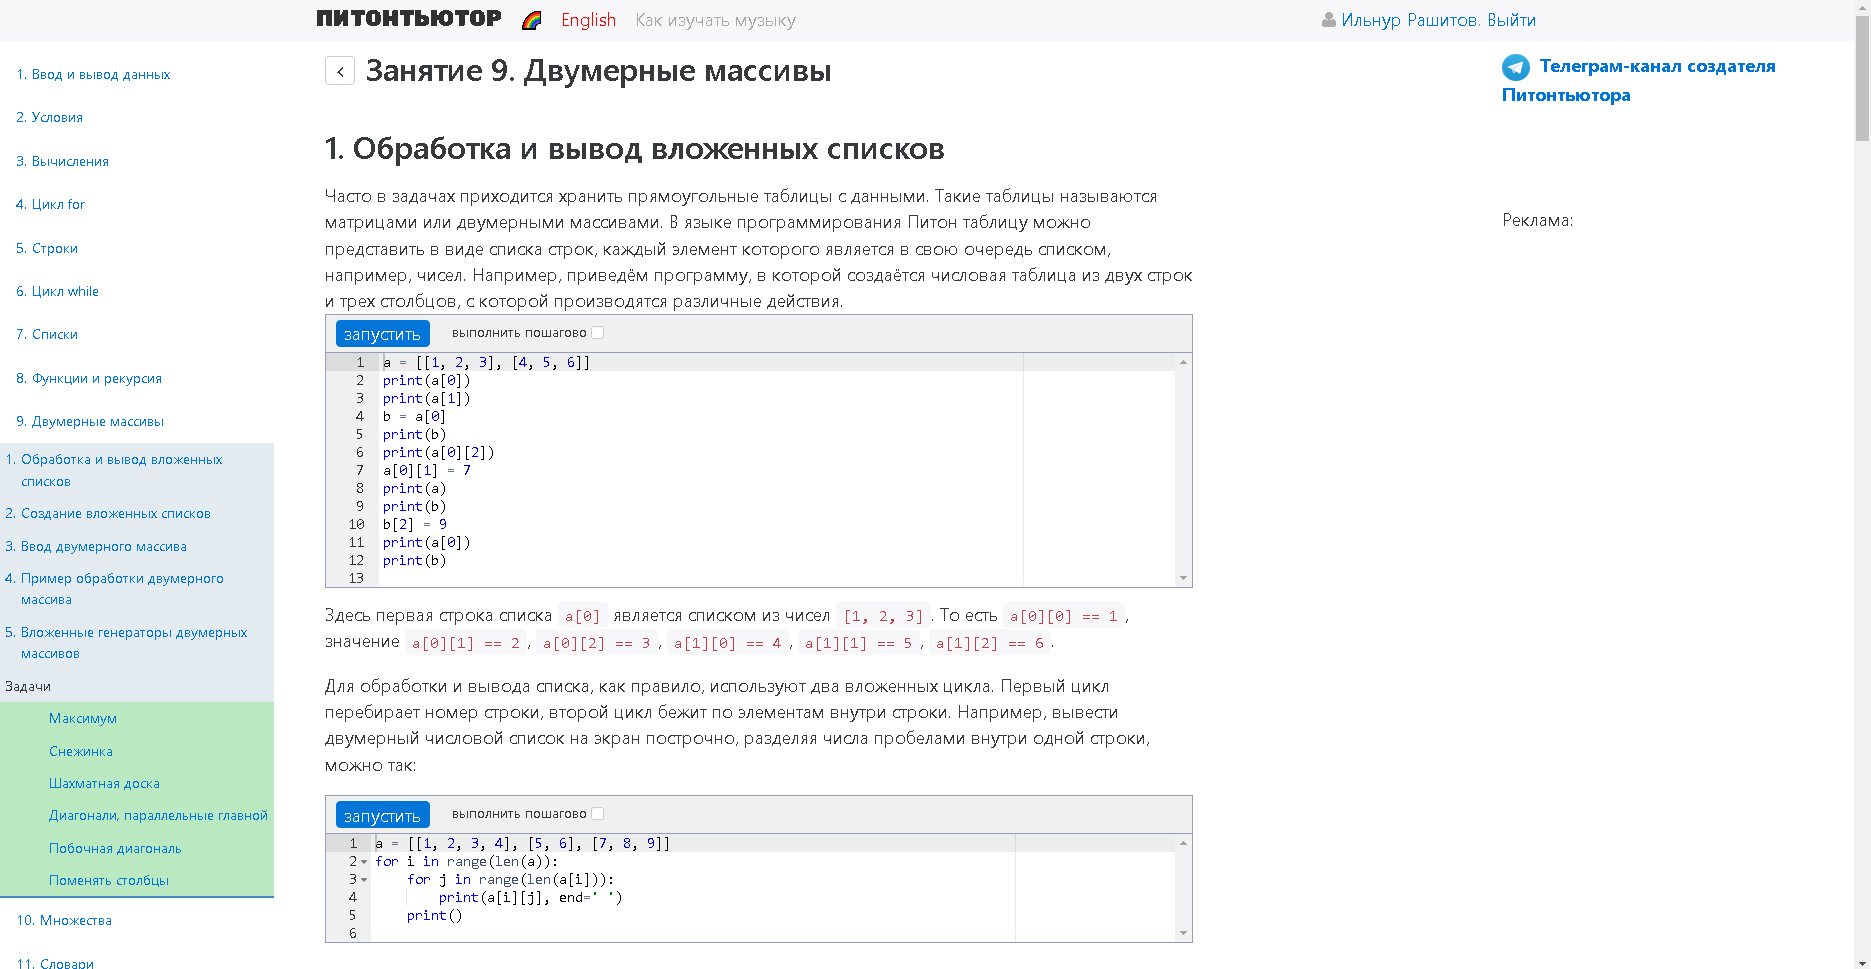 ПИТОНТЬЮТОР English Как изучать музыку Ильнур Рашитов. Выйти
1. Ввод и вывод данных
2. Условия
3. Вычисления
4. Цикл for
5. Строки
6. Цикл while
7. Списки
8. Функции и рекурсия
9. Двумерные массивы
1. Обработка и вывод вложенных
списков
2. Создание вложенных списков
3. Ввод двумерного массива
4. Пример обработки двумерного
массива
5. Вложенные генераторы двумерных
массивов
Задачи
Максимум
Снежинка
Шахматная доска
Диагонали, параллельные главной
Побочная диагональ
Поменять столбцы
10. Множества
11. Словари
Занятие 9. Двумерные массивы
1. Обработка и вывод вложенных списков
Часто в задачах приходится хранить прямоугольные таблицы с данными. Такие таблицы называются
матрицами или двумерными массивами. В языке программирования Питон таблицу можно
представить в виде списка строк, каждый элемент которого является в свою очередь списком,
например, чисел. Например, приведём программу, в которой создаётся числовая таблица из двух строк
и трех столбцов, с которой производятся различные действия.
запустить выполнить пошагово
1 a = [[1, 2, 3], [4, 5, 6]]
2 print(a[0])
3 print(a[1])
4 b = a[0]
5 print(b)
6 print(a[0][2])
7 a[0][1] = 7
8 print(a)
9 print(b)
10 b[2] = 9
11 print(a[0])
12 print(b)
13
Здесь первая строка списка a[0] является списком из чисел [1, 2, 3]. То есть a[0][0] == 1,
значение a[0][1] == 2, a[0][2] == 3, a[1][0] == 4, a[1][1] == 5, a[1][2] == 6.
Для обработки и вывода списка, как правило, используют два вложенных цикла. Первый цикл
перебирает номер строки, второй цикл бежит по элементам внутри строки. Например, вывести
двумерный числовой список на экран построчно, разделяя числа пробелами внутри одной строки,
можно так:
запустить выполнить пошагово
1 a = [[1, 2, 3, 4], [5, 6], [7, 8, 9]]
2 for i in range(len(a)):
3 for j in range(len(a[i])):
4 print(a[i][j], end=' ')
5 print()
6
Телеграм-канал создателя
Питонтьютора
Реклама: